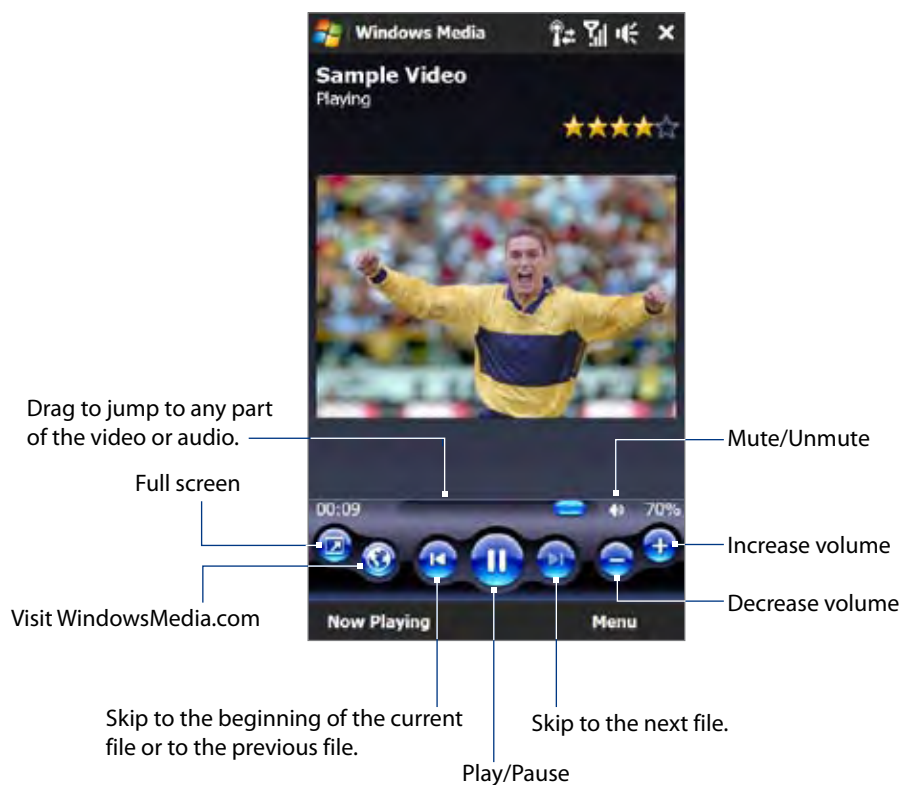 Windows Media
Sample Video
Playing
Drag to jump to any part
of the video or audio.
Mute/Unmute
Full screen
00:09
70%
Increase volume
Decrease volume
Visit WindowsMedia.com
Now Playing
Menu
Skip to the beginning of the current
file or to the previous file.
Skip to the next file.
Play/Pause